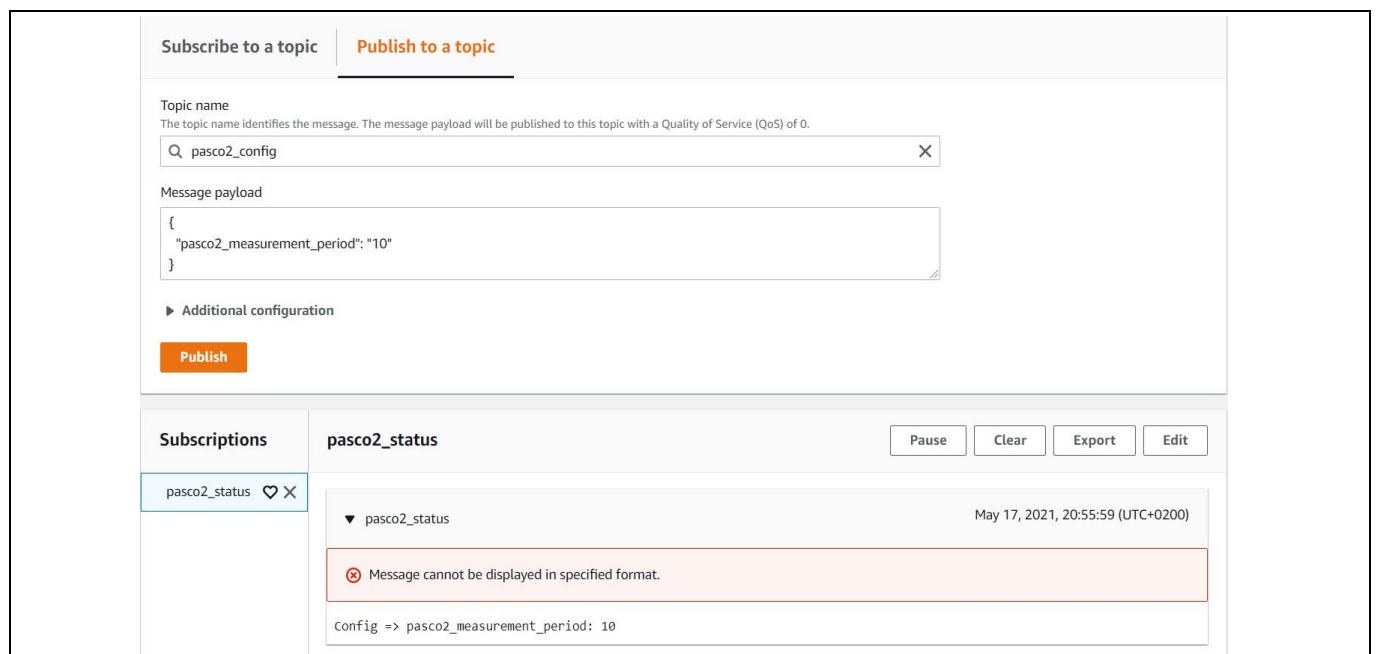 Subscribe to a topic
Publish to a topic
Topic name
The topic name identifies the message. The message payload will be published to this topic with a Quality of Service (QoS) of 0.
pasco2_config
Message payload
{
"pasco2_measurement_period": "10"
}
Additional configuration
Publish
Subscriptions
pasco2_status
Pause
Clear
Export
Edit
pasco2_status
pasco2_status
May 17, 2021, 20:55:59 (UTC+0200)
Message cannot be displayed in specified format.
Config => pasco2_measurement_period: 10